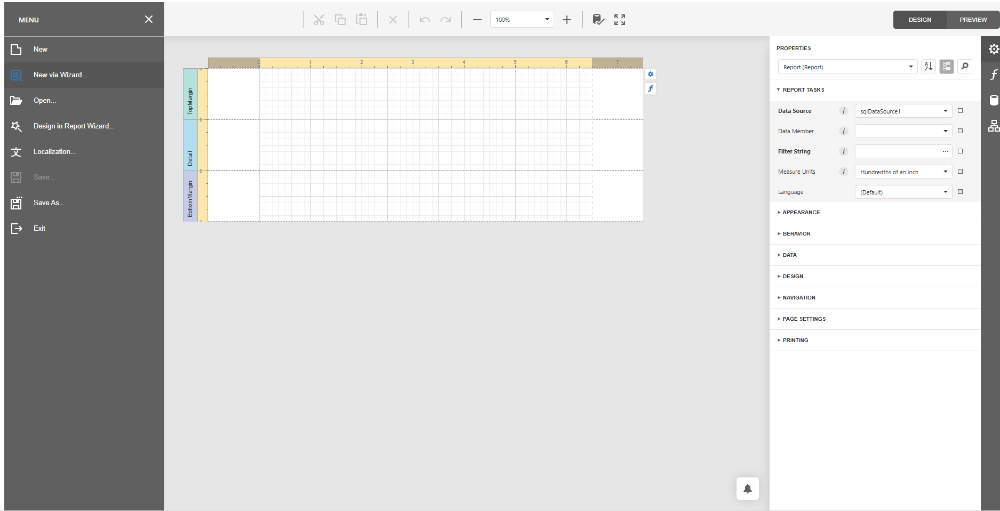 MENU
100%
DESIGN
PREVIEW
New
New via Wizard...
Open...
Design in Report Wizard...
Localization...
Save...
Save As...
Exit
0 1 2 3 4 5 6 7
TopMargin
Detail
BottomMargin
PROPERTIES
Report (Report)
REPORT TASKS
Data Source
sqlDataSource1
Data Member
Filter String
Measure Units
Hundredths of an Inch
Language
(Default)
APPEARANCE
BEHAVIOR
DATA
DESIGN
NAVIGATION
PAGE SETTINGS
PRINTING